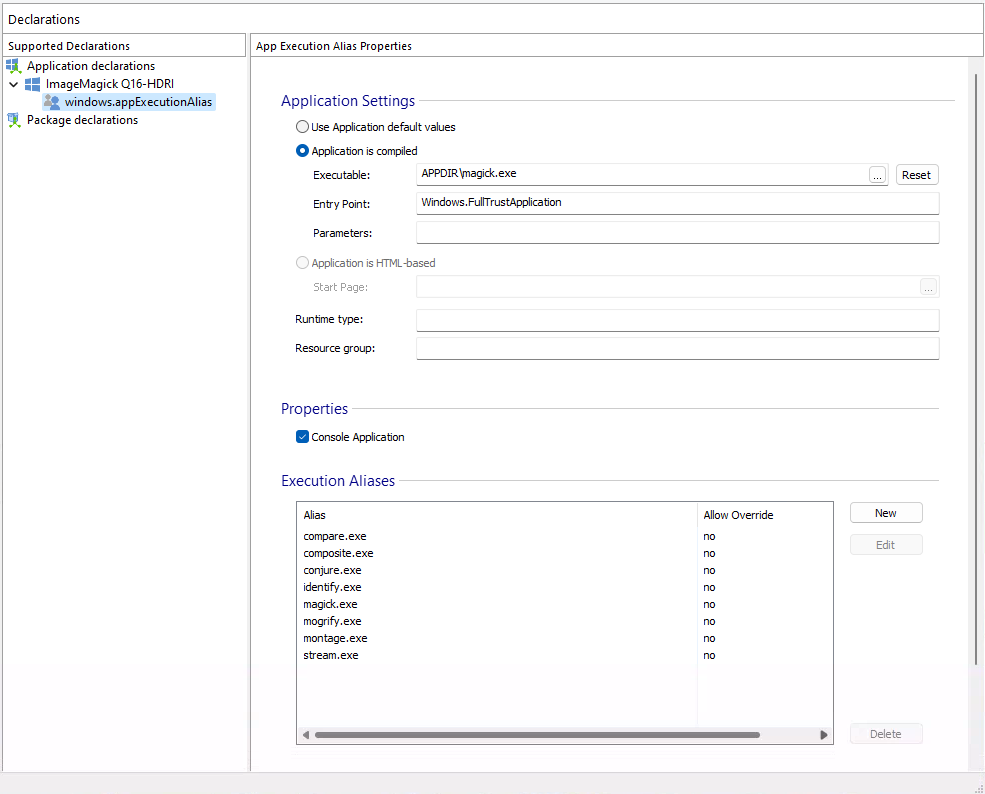 Declarations
Supported Declarations
App Execution Alias Properties
Application declarations
ImageMagick Q16-HDRI
windows.appExecutionAlias
Package declarations
Application Settings
Use Application default values
Application is compiled
Executable: APPDIR\magick.exe ... Reset
Entry Point: Windows.FullTrustApplication
Parameters:
Application is HTML-based
Start Page: ...
Runtime type:
Resource group:
Properties
Console Application
Execution Aliases
Alias Allow Override New
compare.exe no
composite.exe no Edit
conjure.exe no
identify.exe no
magick.exe no
mogrify.exe no
montage.exe no
stream.exe no
Delete